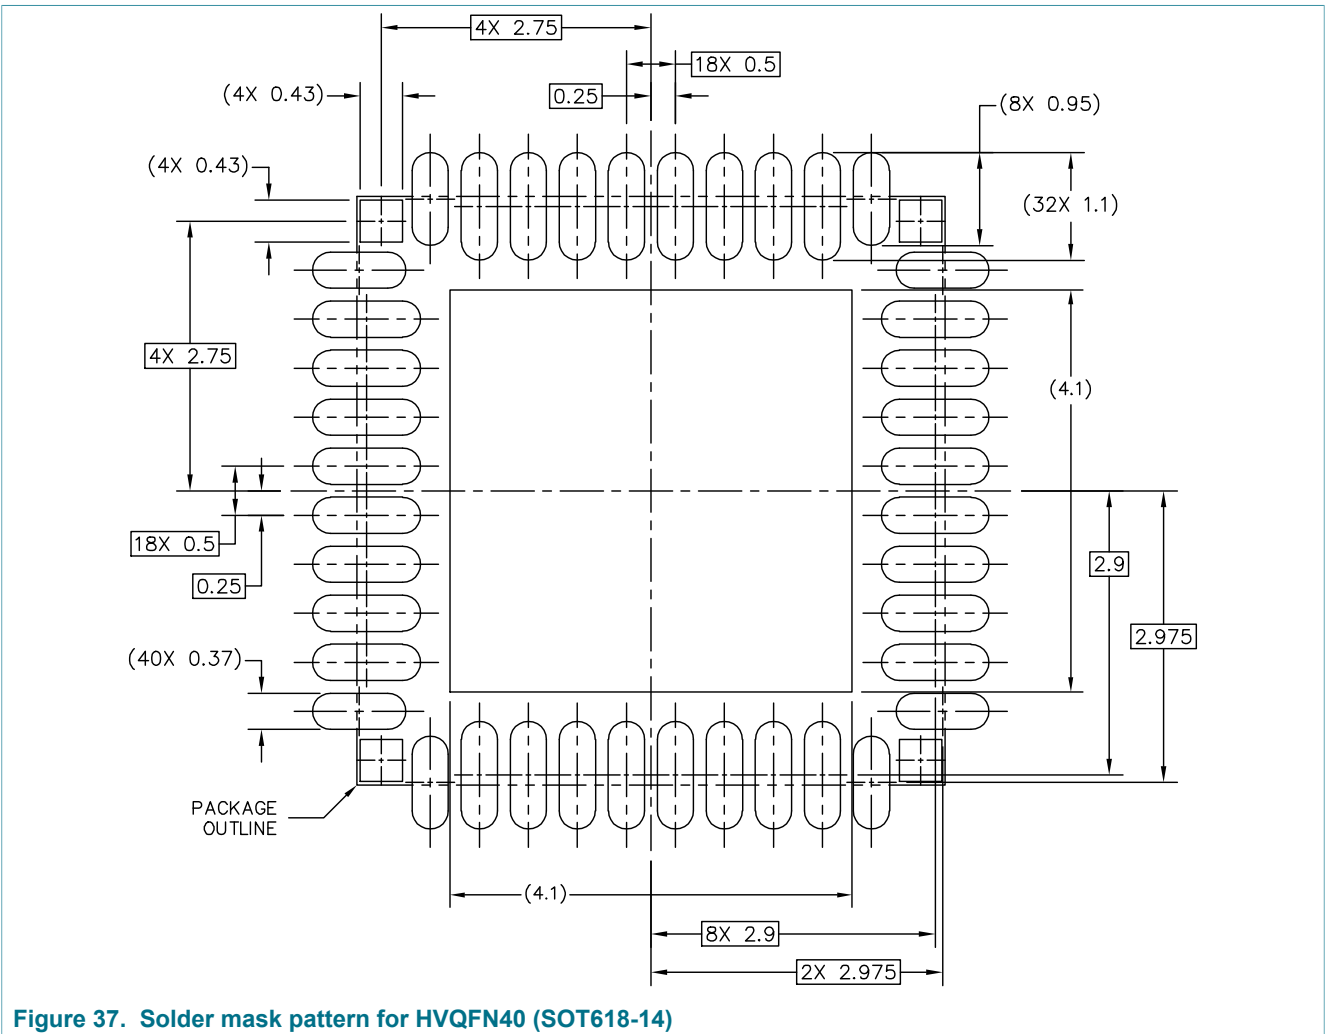 4X 2.75
18X 0.5
(4X 0.43)
0.25
(8X 0.95)
(4X 0.43)
(32X 1.1)
4X 2.75
(4.1)
18X 0.5
2.9
0.25
2.975
(40X 0.37)
PACKAGE
OUTLINE
(4.1)
8X 2.9
2X 2.975
Figure 37. Solder mask pattern for HVQFN40 (SOT618-14)